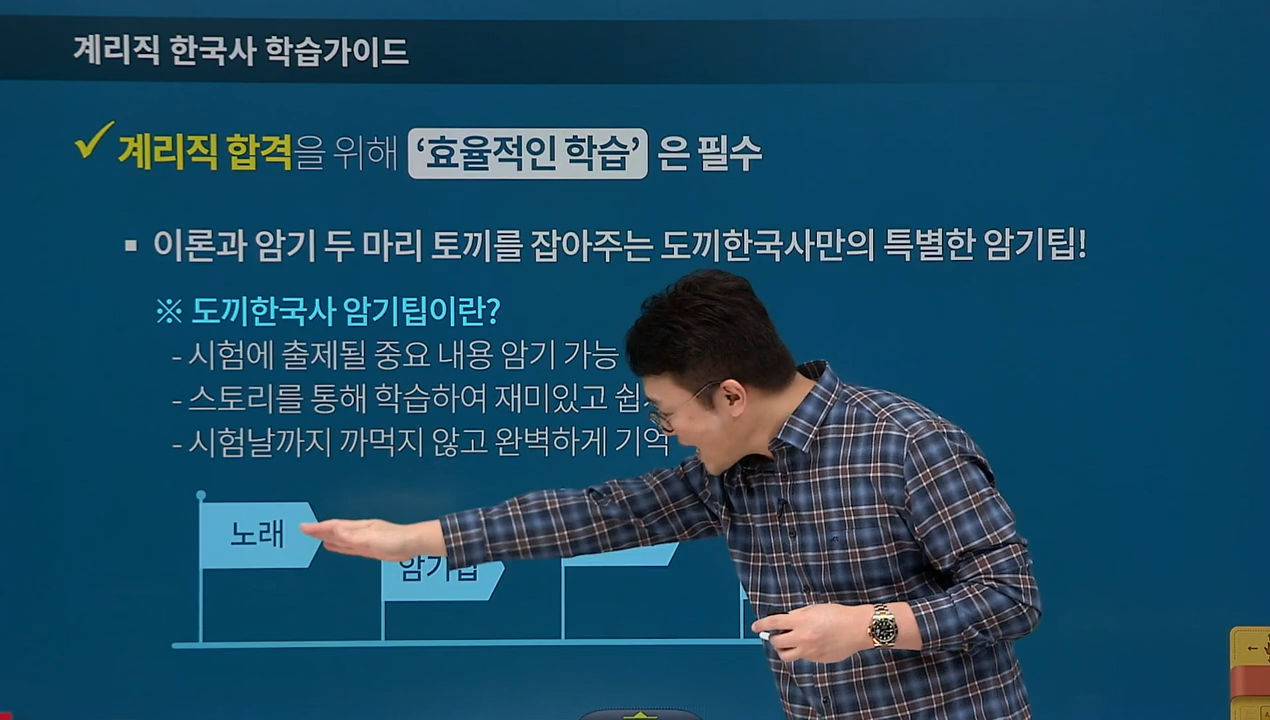 계리직 한국사 학습가이드
계리직 합격을 위해 '효율적인 학습' 은 필수
▪ 이론과 암기 두 마리 토끼를 잡아주는 도끼한국사만의 특별한 암기팁!
※ 도끼한국사 암기팁이란?
- 시험에 출제될 중요 내용 암기 가능
- 스토리를 통해 학습하여 재미있고
- 시험날까지 까먹지 않고 완벽하게 기억
노래
암기팁